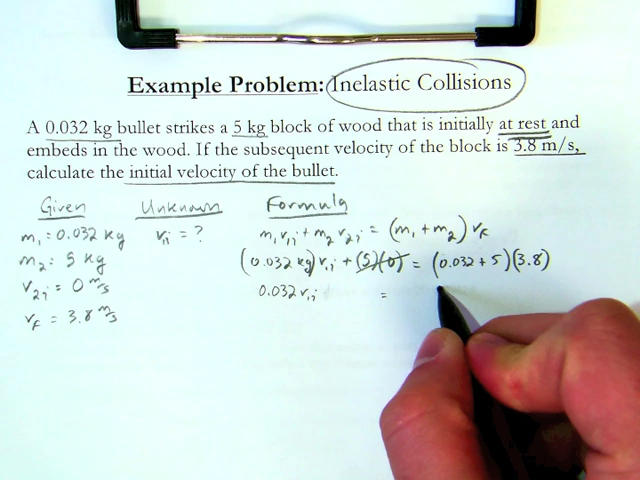 Example Problem: Inelastic Collisions
A 0.032 kg bullet strikes a 5 kg block of wood that is initially at rest and
embeds in the wood. If the subsequent velocity of the block is 3.8 m/s,
calculate the initial velocity of the bullet.
Given Unknown Formula
m₁ = 0.032 kg v₁ᵢ = ? m₁v₁ᵢ + m₂v₂ᵢ = (m₁ + m₂) v_f
m₂ = 5 kg (0.032 kg) v₁ᵢ + (5)(0) = (0.032 + 5)(3.8)
v₂ᵢ = 0 m/s 0.032 v₁ᵢ =
v_f = 3.8 m/s